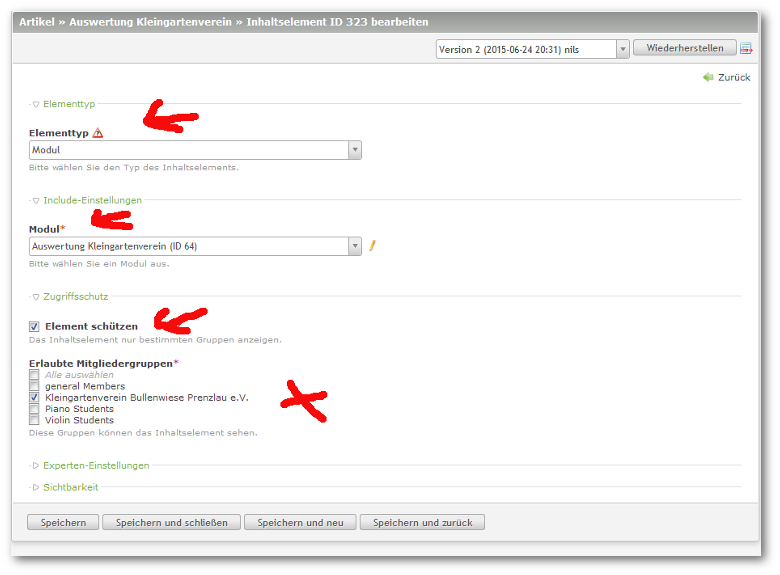 Artikel » Auswertung Kleingartenverein » Inhaltselement ID 323 bearbeiten
Version 2 (2015-06-24 20:31) nils
Wiederherstellen
Zurück
Elementtyp
Elementtyp
Modul
Bitte wählen Sie den Typ des Inhaltselements.
Include-Einstellungen
Modul*
Auswertung Kleingartenverein (ID 64)
Bitte wählen Sie ein Modul aus.
Zugriffsschutz
Element schützen
Das Inhaltselement nur bestimmten Gruppen anzeigen.
Erlaubte Mitgliedergruppen*
Alle auswählen
general Members
Kleingartenverein Bullenwiese Prenzlau e.V.
Piano Students
Violin Students
Diese Gruppen können das Inhaltselement sehen.
Experten-Einstellungen
Sichtbarkeit
Speichern Speichern und schließen Speichern und neu Speichern und zurück